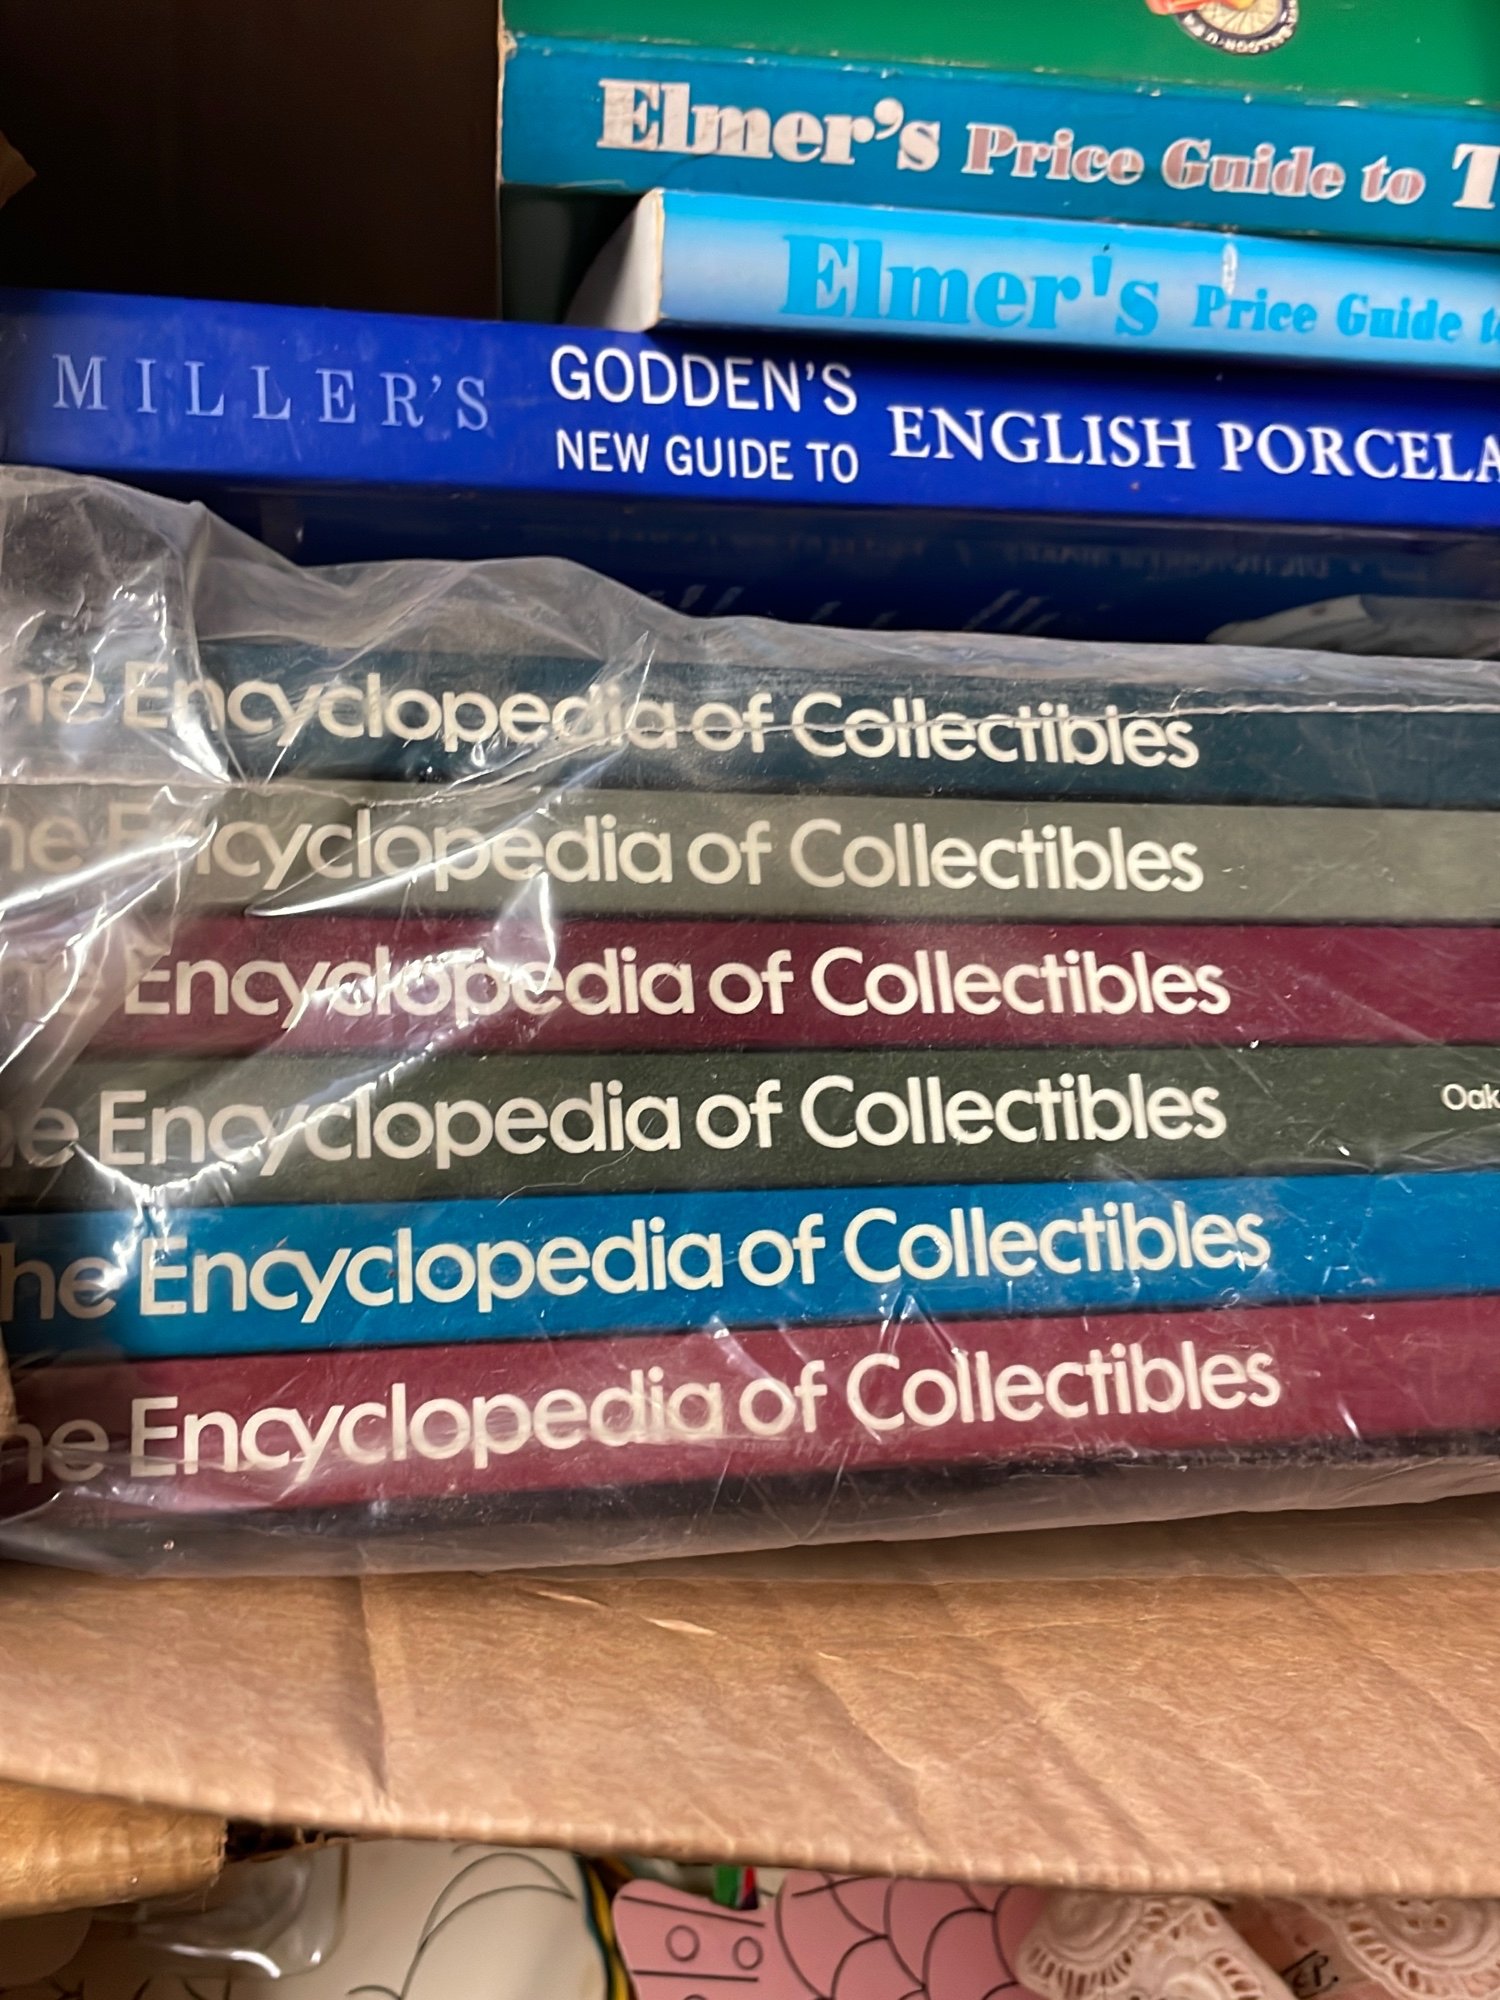 Elmer's Price Guide to T
Elmer's Price Guide to
MILLER'S GODDEN'S NEW GUIDE TO ENGLISH PORCELA
he Encyclopedia of Collectibles
he Encyclopedia of Collectibles
he Encyclopedia of Collectibles
he Encyclopedia of Collectibles Oak
he Encyclopedia of Collectibles
he Encyclopedia of Collectibles